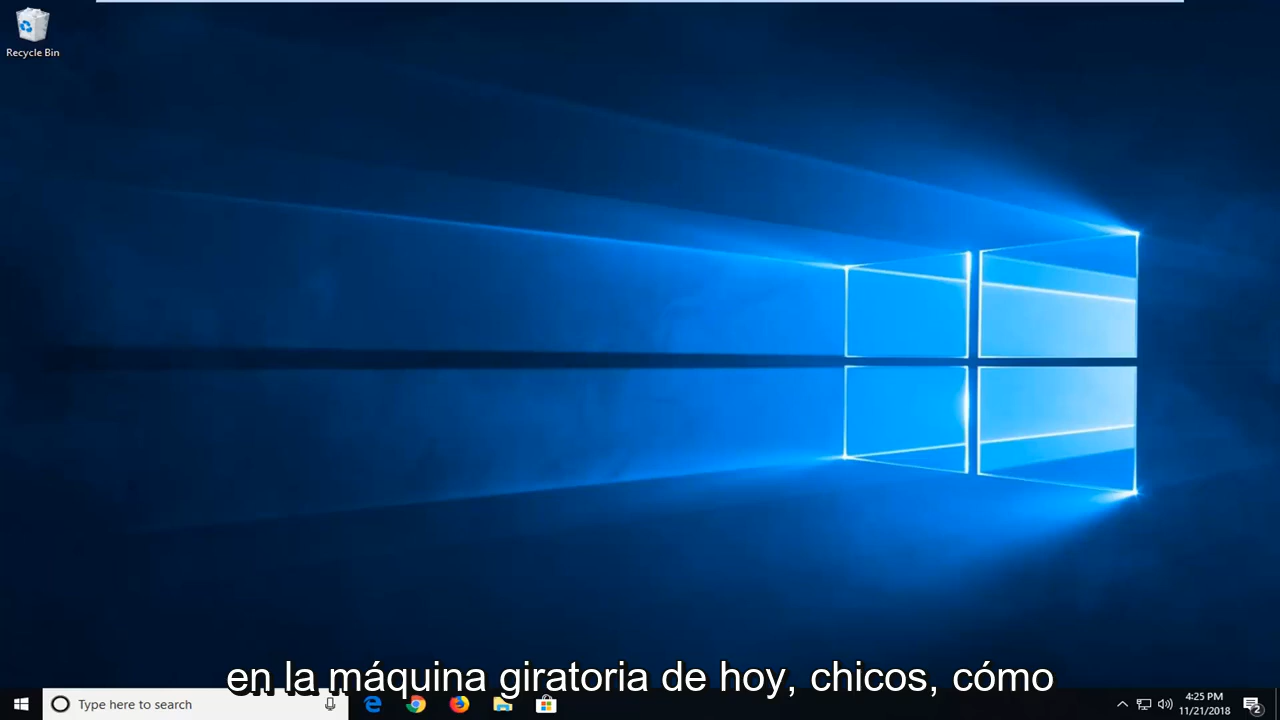 Recycle Bin
en la máquina giratoria de hoy, chicos, cómo
Type here to search
4:25 PM
11/21/2018
2